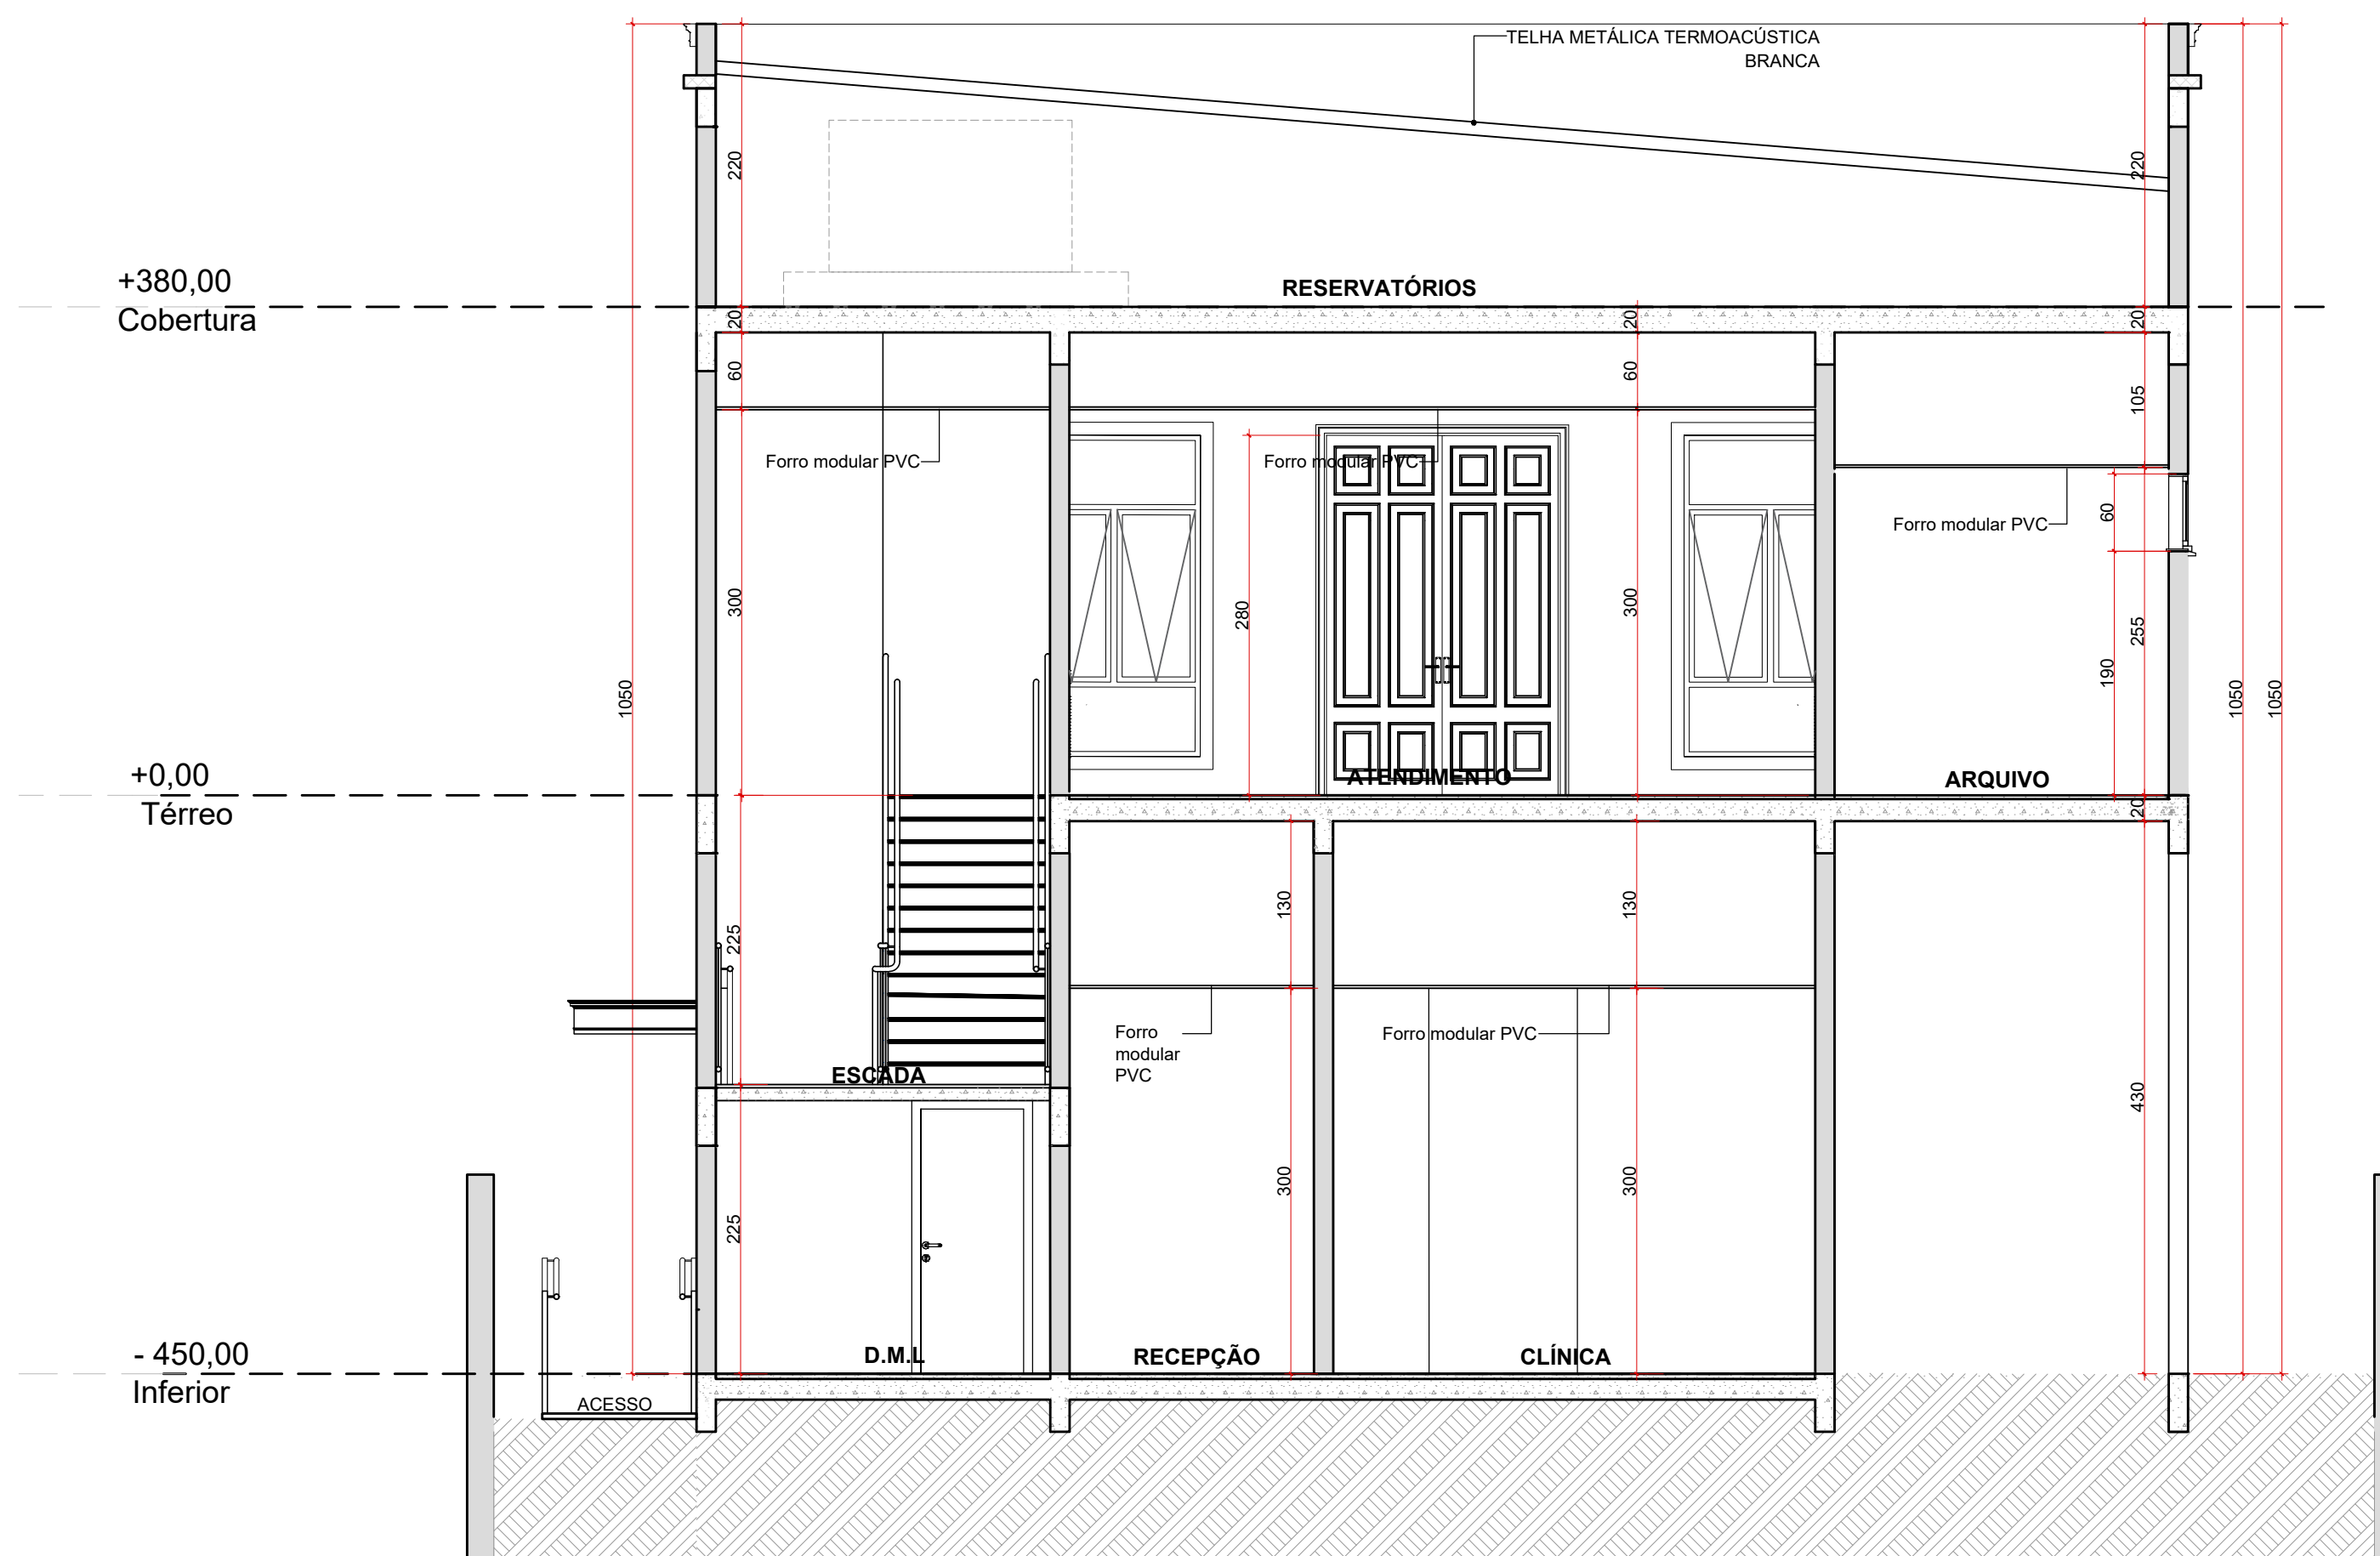 TELHA METÁLICA TERMOACÚSTICA
BRANCA
220
220
+380,00
Cobertura
RESERVATÓRIOS
20
20
20
60
60
105
Forro modular PVC
Forro modular PVC
Forro modular PVC
60
300
280
300
255
190
1050
1050
1050
+0,00
Térreo
ATENDIMENTO
ARQUIVO
20
225
130
130
Forro
modular
PVC
Forro modular PVC
ESCADA
430
225
300
300
- 450,00
Inferior
D.M.L
RECEPÇÃO
CLÍNICA
ACESSO